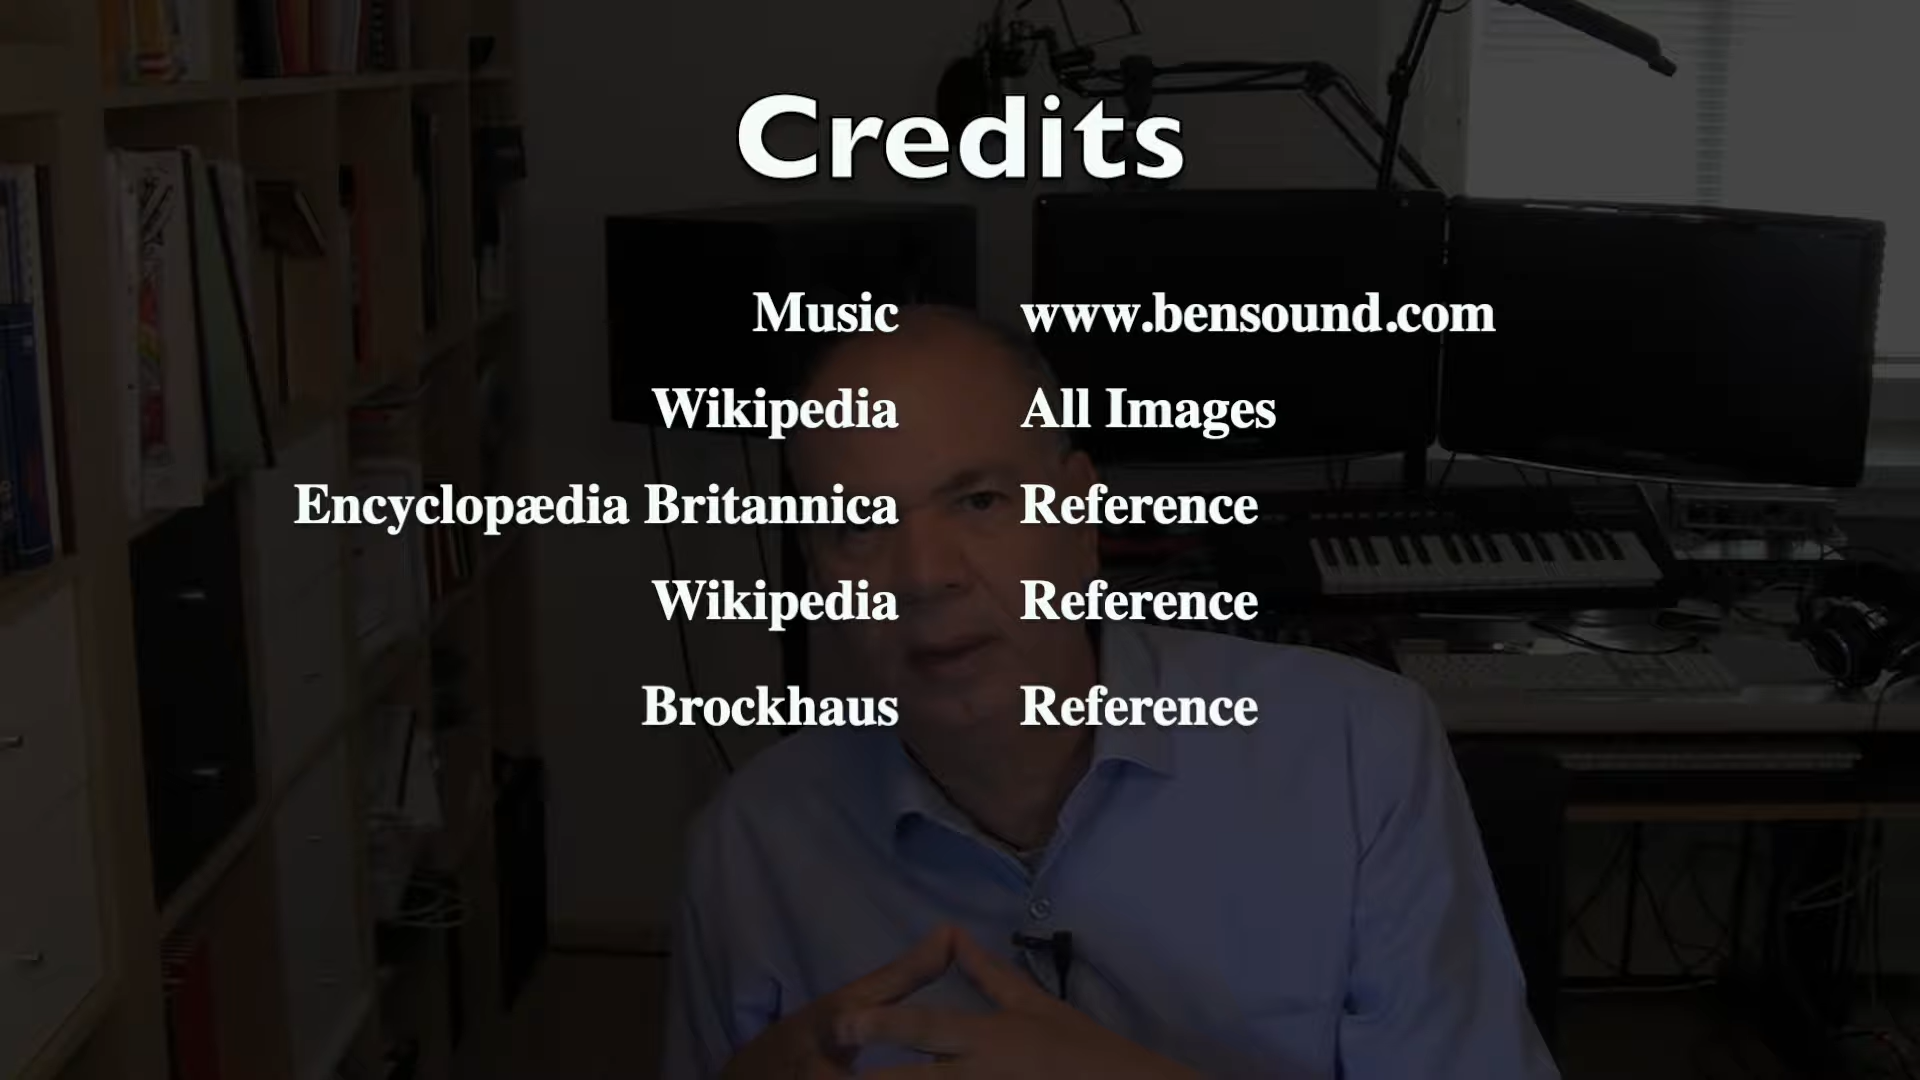 Credits
Music www.bensound.com
Wikipedia All Images
Encyclopædia Britannica Reference
Wikipedia Reference
Brockhaus Reference